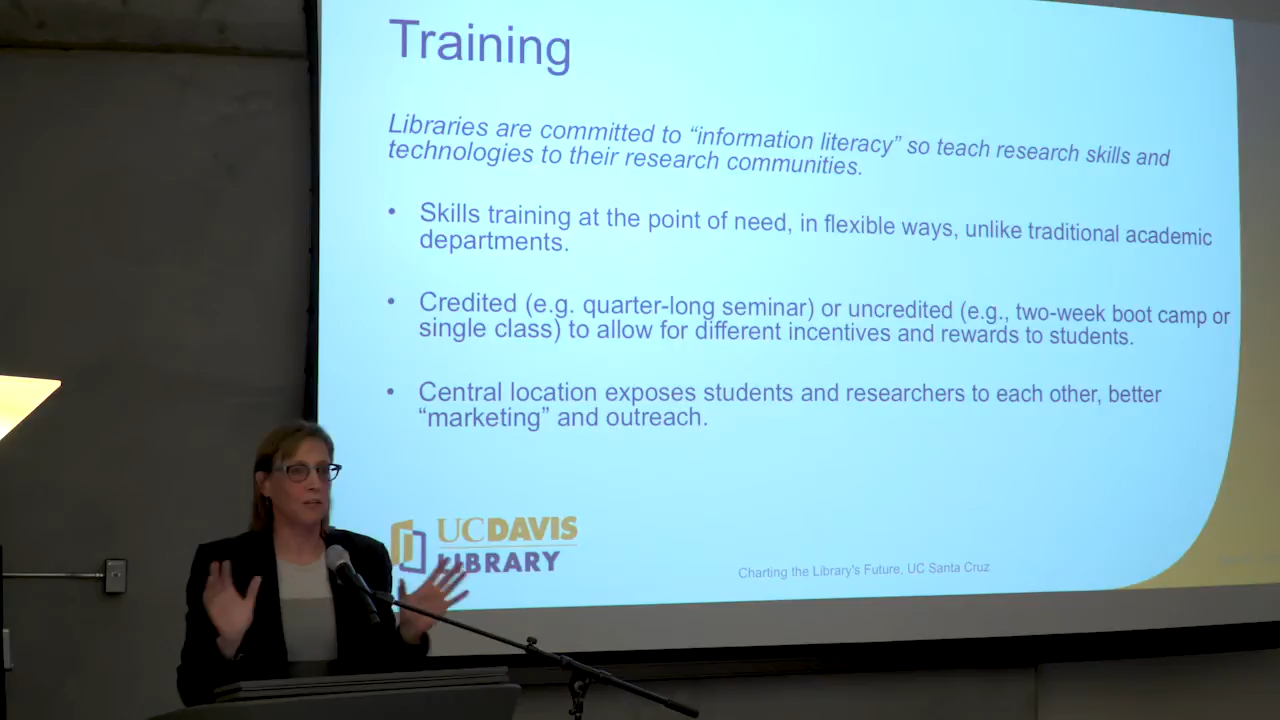 Training
Libraries are committed to “information literacy” so teach research skills and
technologies to their research communities.
• Skills training at the point of need, in flexible ways, unlike traditional academic
departments.
• Credited (e.g. quarter-long seminar) or uncredited (e.g., two-week boot camp or
single class) to allow for different incentives and rewards to students.
• Central location exposes students and researchers to each other, better
“marketing” and outreach.
UCDAVIS
LIBRARY
Charting the Library's Future, UC Santa Cruz